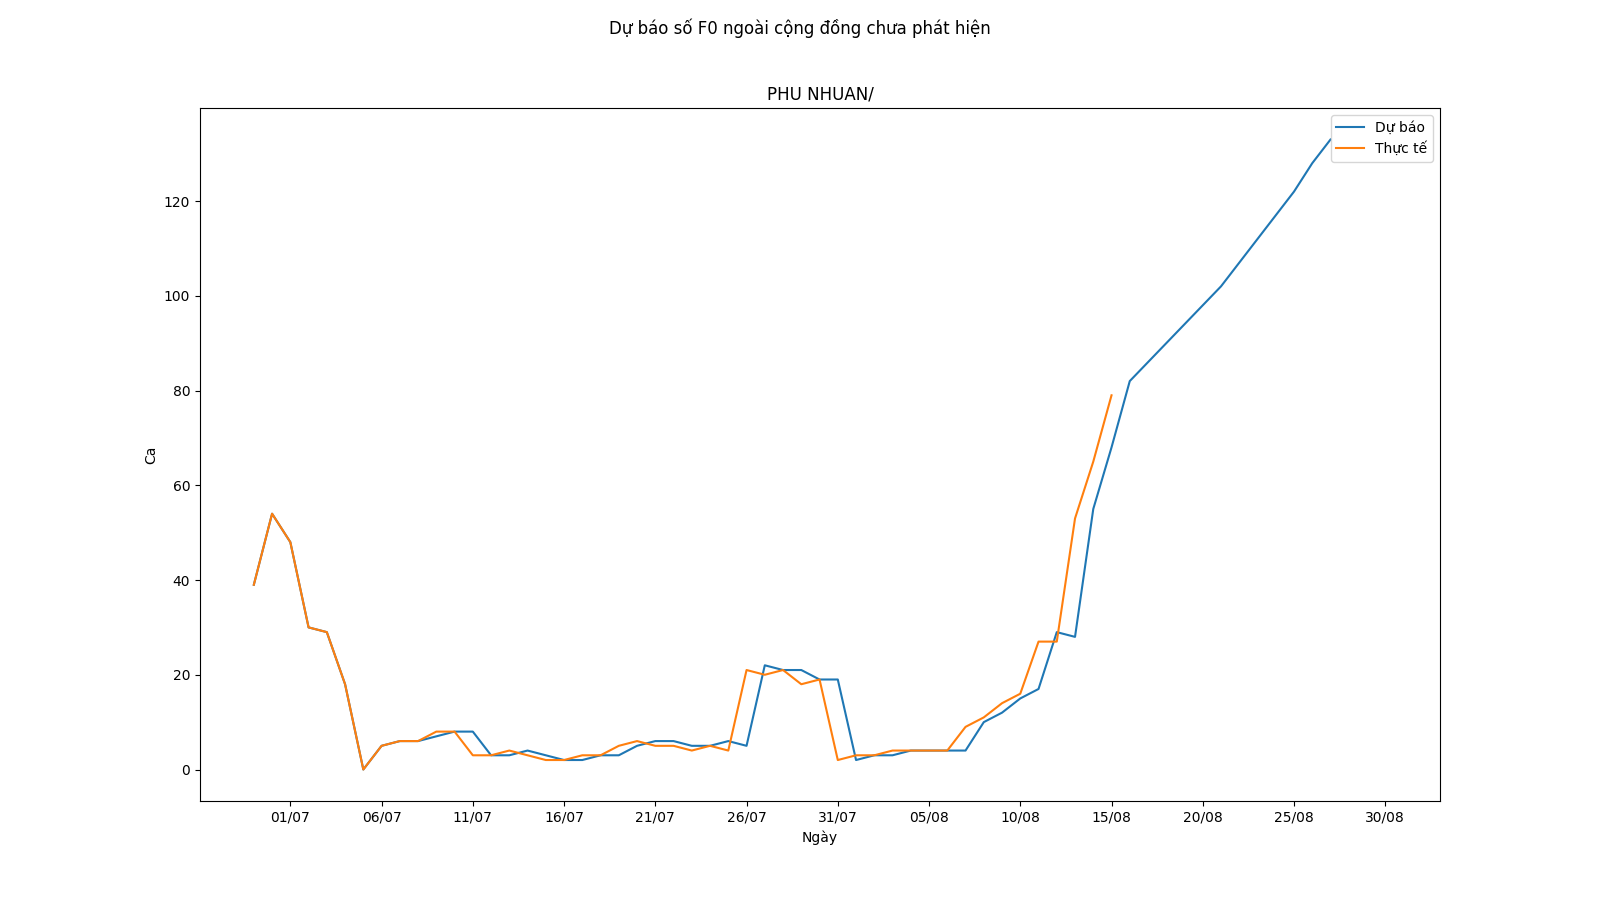 Dự báo số F0 ngoài cộng đồng chưa phát hiện
PHU NHUAN/
Dự báo
Thực tế
120
100
80
60
40
20
0
Ca
01/07 06/07 11/07 16/07 21/07 26/07 31/07 05/08 10/08 15/08 20/08 25/08 30/08
Ngày